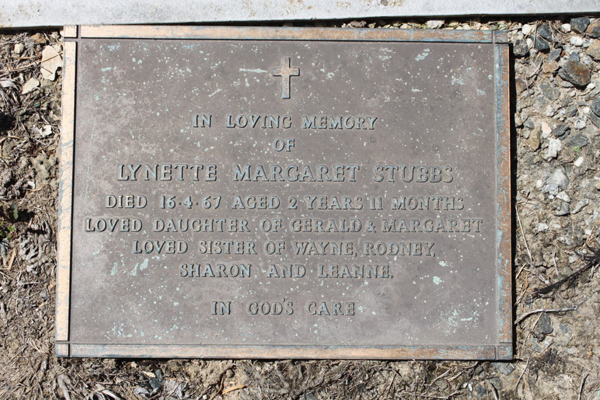 IN LOVING MEMORY
OF
LYNETTE MARGARET STUBBS
DIED 16·4·67 AGED 2 YEARS 11 MONTHS
LOVED DAUGHTER OF GERALD & MARGARET
LOVED SISTER OF WAYNE, RODNEY,
SHARON AND LEANNE.
IN GOD'S CARE